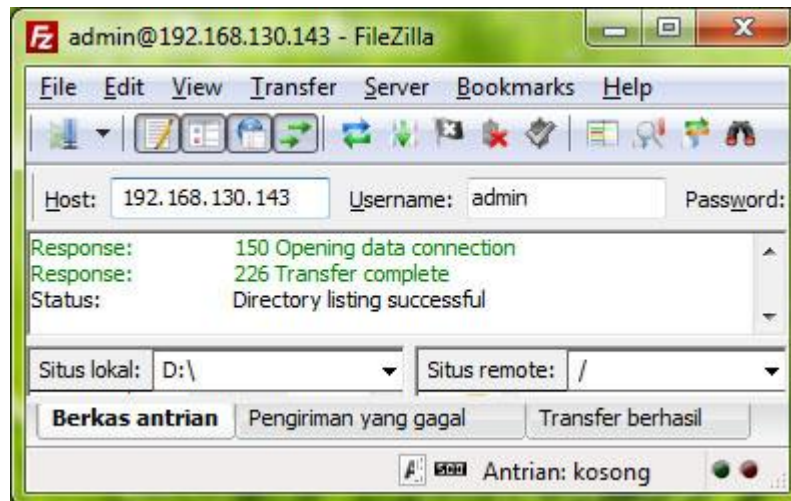 Fz admin@192.168.130.143 - FileZilla
File Edit View Transfer Server Bookmarks Help
Host: 192.168.130.143 Username: admin Password:
Response: 150 Opening data connection
Response: 226 Transfer complete
Status: Directory listing successful
Situs lokal: D:\ Situs remote: /
Berkas antrian Pengiriman yang gagal Transfer berhasil
Antrian: kosong